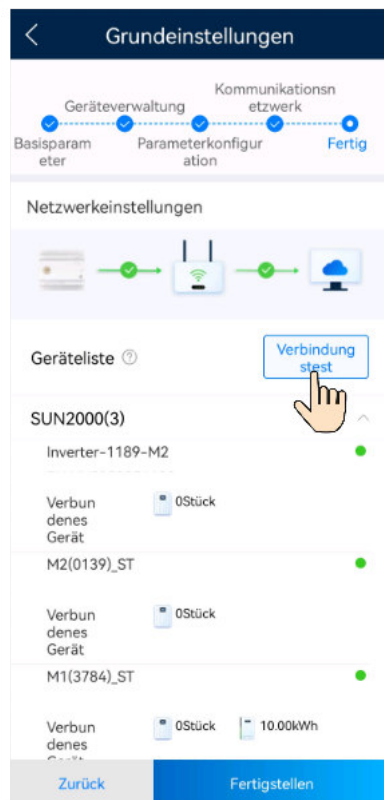 Grundeinstellungen
Kommunikationsn
Geräteverwaltung etzwerk
Basisparam Parameterkonfigur Fertig
eter ation
Netzwerkeinstellungen
Geräteliste ?
Verbindung
stest
SUN2000(3)
Inverter-1189-M2
Verbun 0Stück
denes
Gerät
M2(0139)_ST
Verbun 0Stück
denes
Gerät
M1(3784)_ST
Verbun 0Stück 10.00kWh
denes
Zurück Fertigstellen